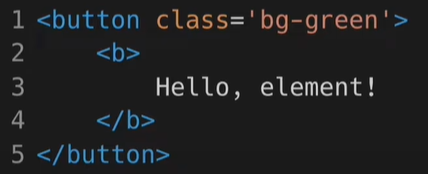 1 <button class='bg-green'>
2     <b>
3         Hello, element!
4     </b>
5 </button>